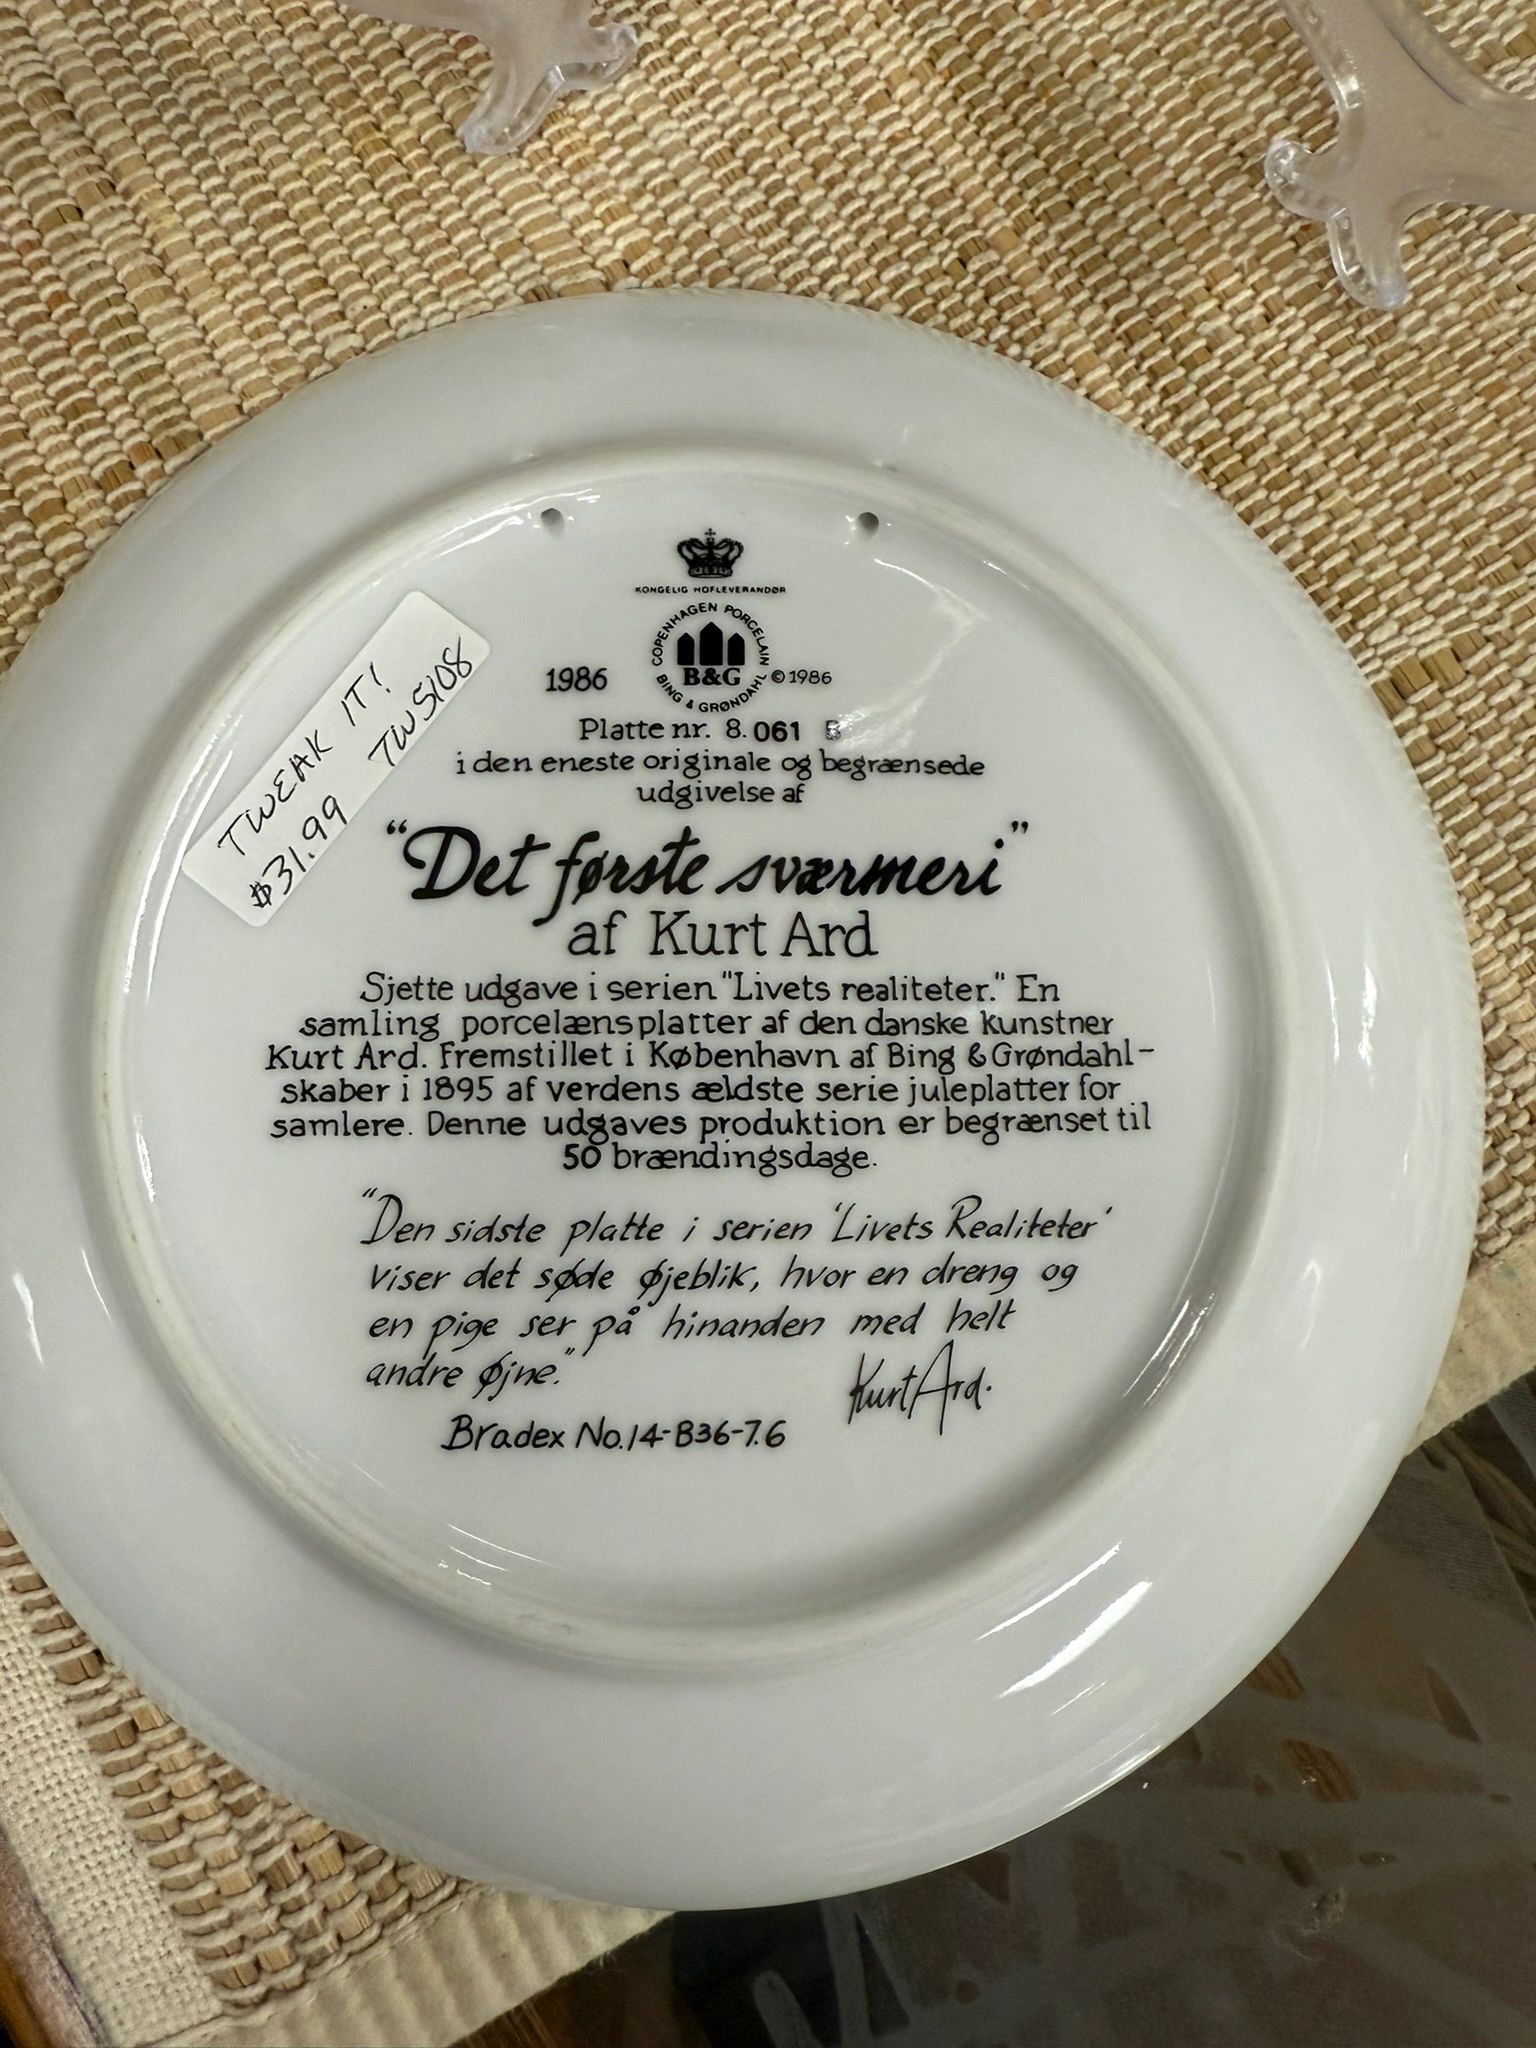 KONGELIG HOFLEVERANDØR
COPENHAGEN PORCELAIN
B&G
BING & GRØNDAHL
1986
©1986
Platte nr. 8.061 B
i den eneste originale og begrænsede
udgivelse af
"Det første sværmeri"
af Kurt Ard
Sjette udgave i serien "Livets realiteter." En
samling porcelænsplatter af den danske kunstner
Kurt Ard. Fremstillet i København af Bing & Grøndahl-
skaber i 1895 af verdens ældste serie juleplatter for
samlere. Denne udgaves produktion er begrænset til
50 brændingsdage.
"Den sidste platte i serien 'Livets Realiteter'
viser det søde øjeblik, hvor en dreng og
en pige ser på hinanden med helt
andre øjne."
Kurt Ard.
Bradex No. 14-B36-7.6
TWEAK IT!
$31.99 TW5108